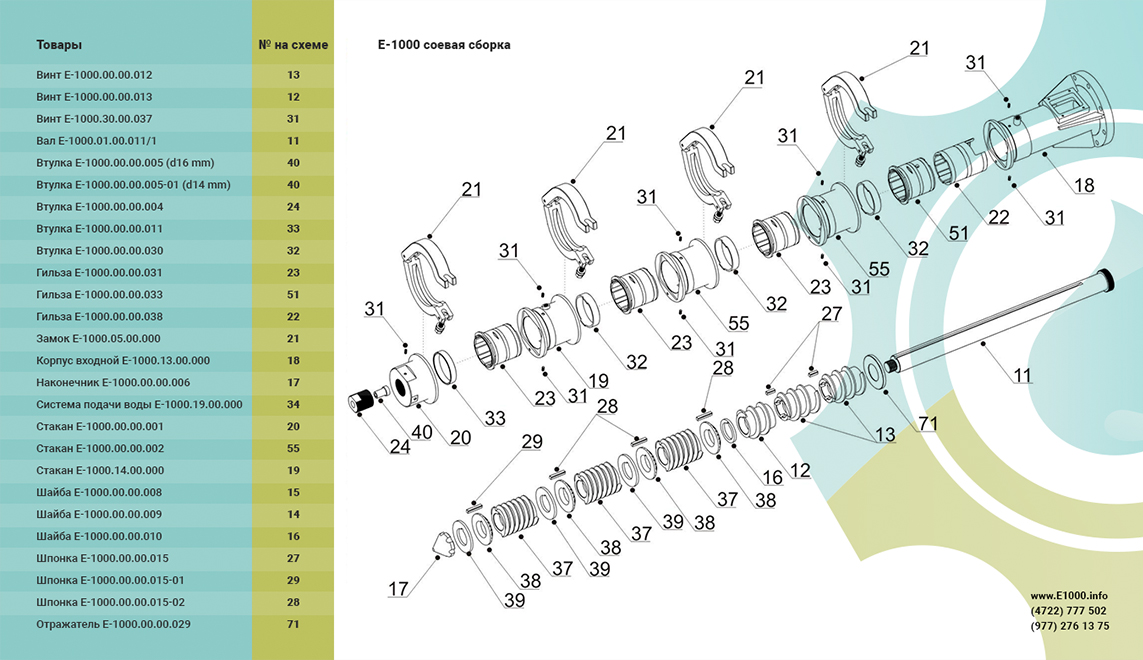 Товары № на схеме
Винт Е-1000.00.00.012 13
Винт Е-1000.00.00.013 12
Винт Е-1000.30.00.037 31
Вал Е-1000.01.00.011/1 11
Втулка Е-1000.00.00.005 (d16 mm) 40
Втулка Е-1000.00.00.005-01 (d14 mm) 40
Втулка Е-1000.00.00.004 24
Втулка Е-1000.00.00.011 33
Втулка Е-1000.00.00.030 32
Гильза Е-1000.00.00.031 23
Гильза Е-1000.00.00.033 51
Гильза Е-1000.00.00.038 22
Замок Е-1000.05.00.000 21
Корпус входной Е-1000.13.00.000 18
Наконечник Е-1000.00.00.006 17
Система подачи воды Е-1000.19.00.000 34
Стакан Е-1000.00.00.001 20
Стакан Е-1000.00.00.002 55
Стакан Е-1000.14.00.000 19
Шайба Е-1000.00.00.008 15
Шайба Е-1000.00.00.009 14
Шайба Е-1000.00.00.010 16
Шпонка Е-1000.00.00.015 27
Шпонка Е-1000.00.00.015-01 29
Шпонка Е-1000.00.00.015-02 28
Отражатель Е-1000.00.00.029 71
Е-1000 соевая сборка
21
31
21
21
31
21
31
31
31
18
31
22
51
32
55
31
23
32
55
31
23
32
19
31
23
33
20
40
24
27
28
28
29
11
71
13
12
16
38
37
38
39
37
38
39
37
38
39
17
www.E1000.info
(4722) 777 502
(977) 276 13 75